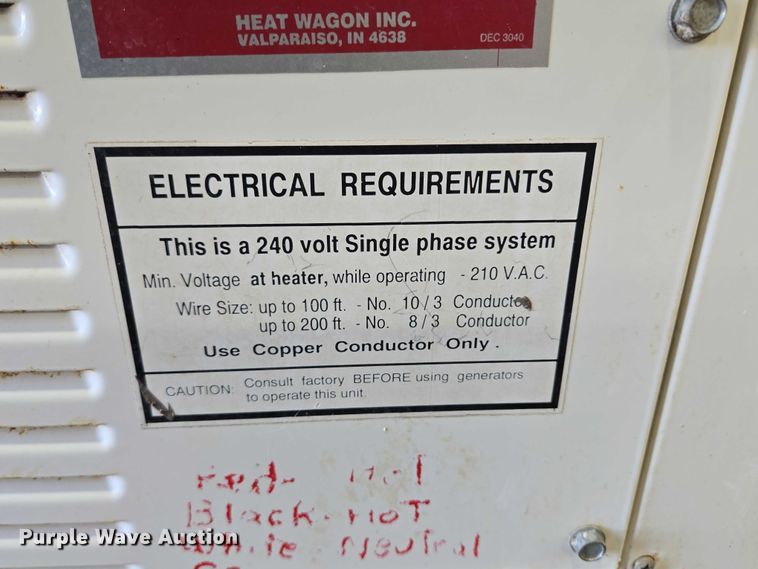 HEAT WAGON INC.
VALPARAISO, IN 4638
DEC 3040
ELECTRICAL REQUIREMENTS
This is a 240 volt Single phase system
Min. Voltage at heater, while operating - 210 V.A.C.
Wire Size: up to 100 ft. - No. 10/3 Conductor
up to 200 ft. - No. 8/3 Conductor
Use Copper Conductor Only.
CAUTION: Consult factory BEFORE using generators
to operate this unit.
Red- Hot
Black-HoT
White-Neutral
Purple Wave Auction